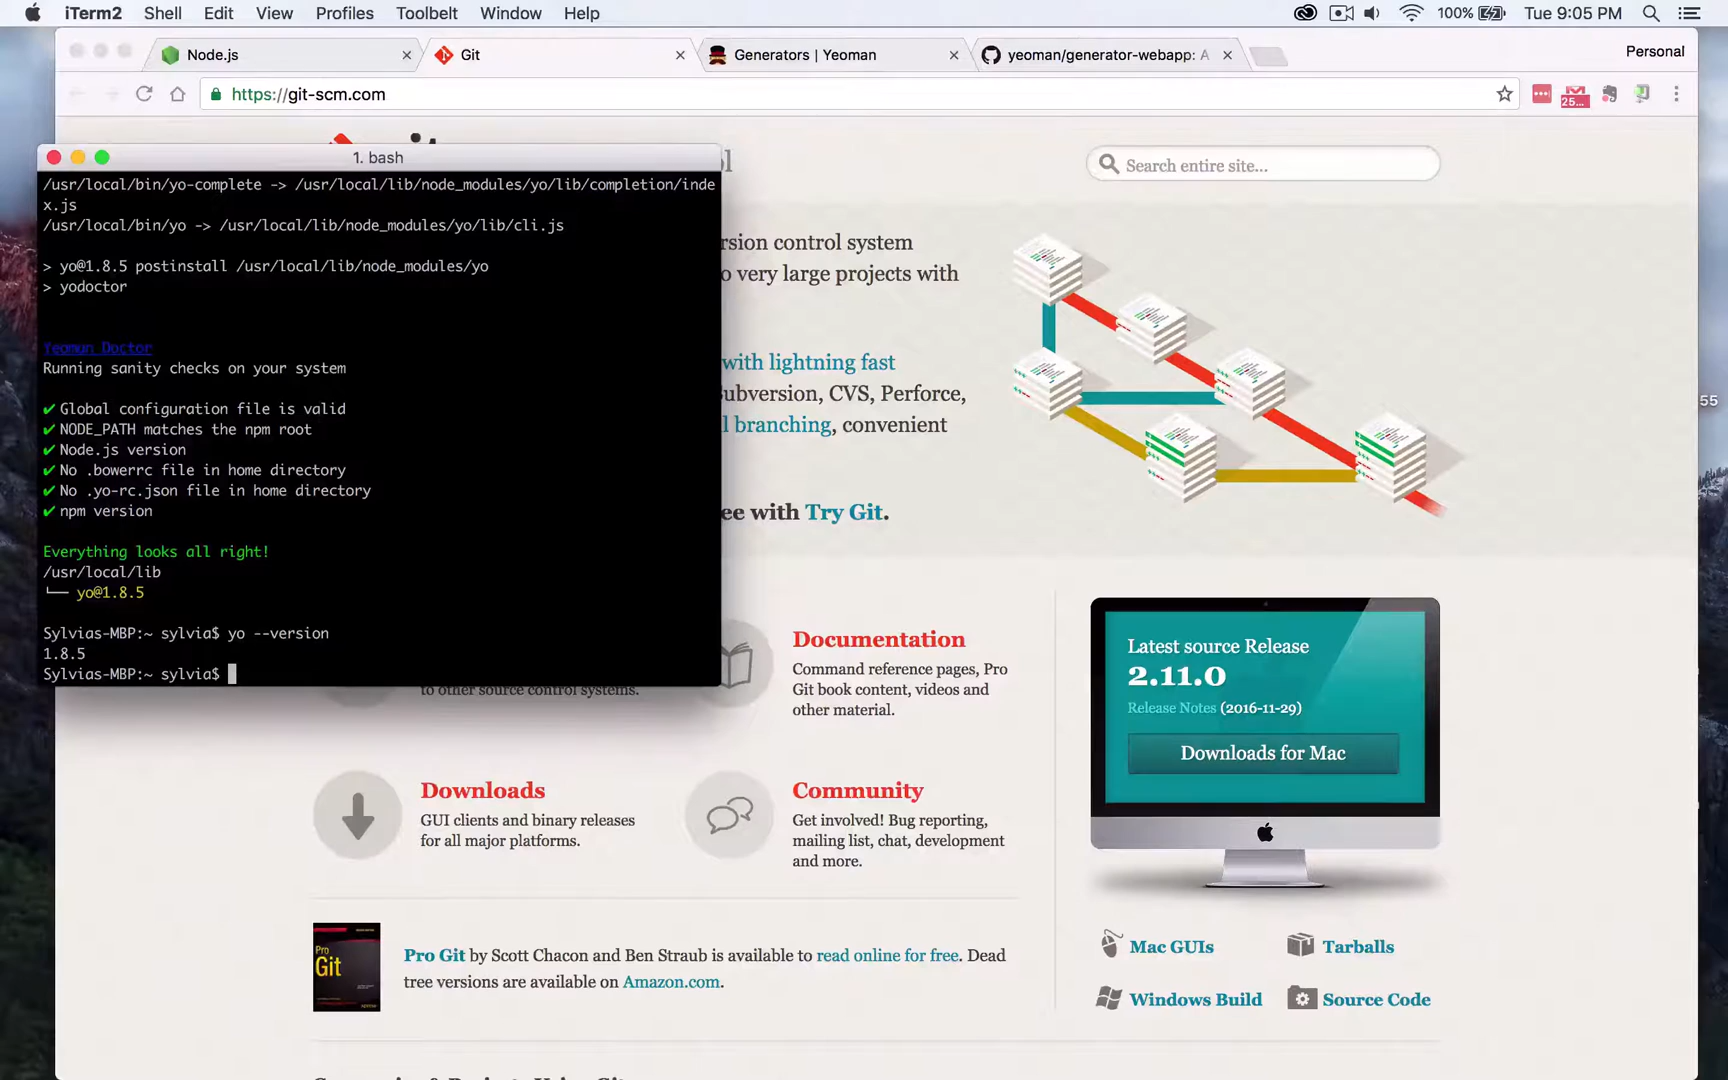 iTerm2 Shell Edit View Profiles Toolbelt Window Help 100% Tue 9:05 PM
Node.js Git Generators | Yeoman yeoman/generator-webapp: A Personal
https://git-scm.com 25...
Search entire site...
1. bash
/usr/local/bin/yo-complete -> /usr/local/lib/node_modules/yo/lib/completion/inde
x.js
/usr/local/bin/yo -> /usr/local/lib/node_modules/yo/lib/cli.js
> yo@1.8.5 postinstall /usr/local/lib/node_modules/yo
> yodoctor
Yeoman Doctor
Running sanity checks on your system
✔ Global configuration file is valid
✔ NODE_PATH matches the npm root
✔ Node.js version
✔ No .bowerrc file in home directory
✔ No .yo-rc.json file in home directory
✔ npm version
Everything looks all right!
/usr/local/lib
└── yo@1.8.5
Sylvias-MBP:~ sylvia$ yo --version
1.8.5
Sylvias-MBP:~ sylvia$
rsion control system
o very large projects with
with lightning fast
ubversion, CVS, Perforce,
l branching, convenient
ee with Try Git.
55
to other source control systems.
Documentation
Command reference pages, Pro
Git book content, videos and
other material.
Downloads
GUI clients and binary releases
for all major platforms.
Community
Get involved! Bug reporting,
mailing list, chat, development
and more.
Latest source Release
2.11.0
Release Notes (2016-11-29)
Downloads for Mac
Mac GUIs Tarballs
Windows Build Source Code
Pro
Git
Pro Git by Scott Chacon and Ben Straub is available to read online for free. Dead
tree versions are available on Amazon.com.